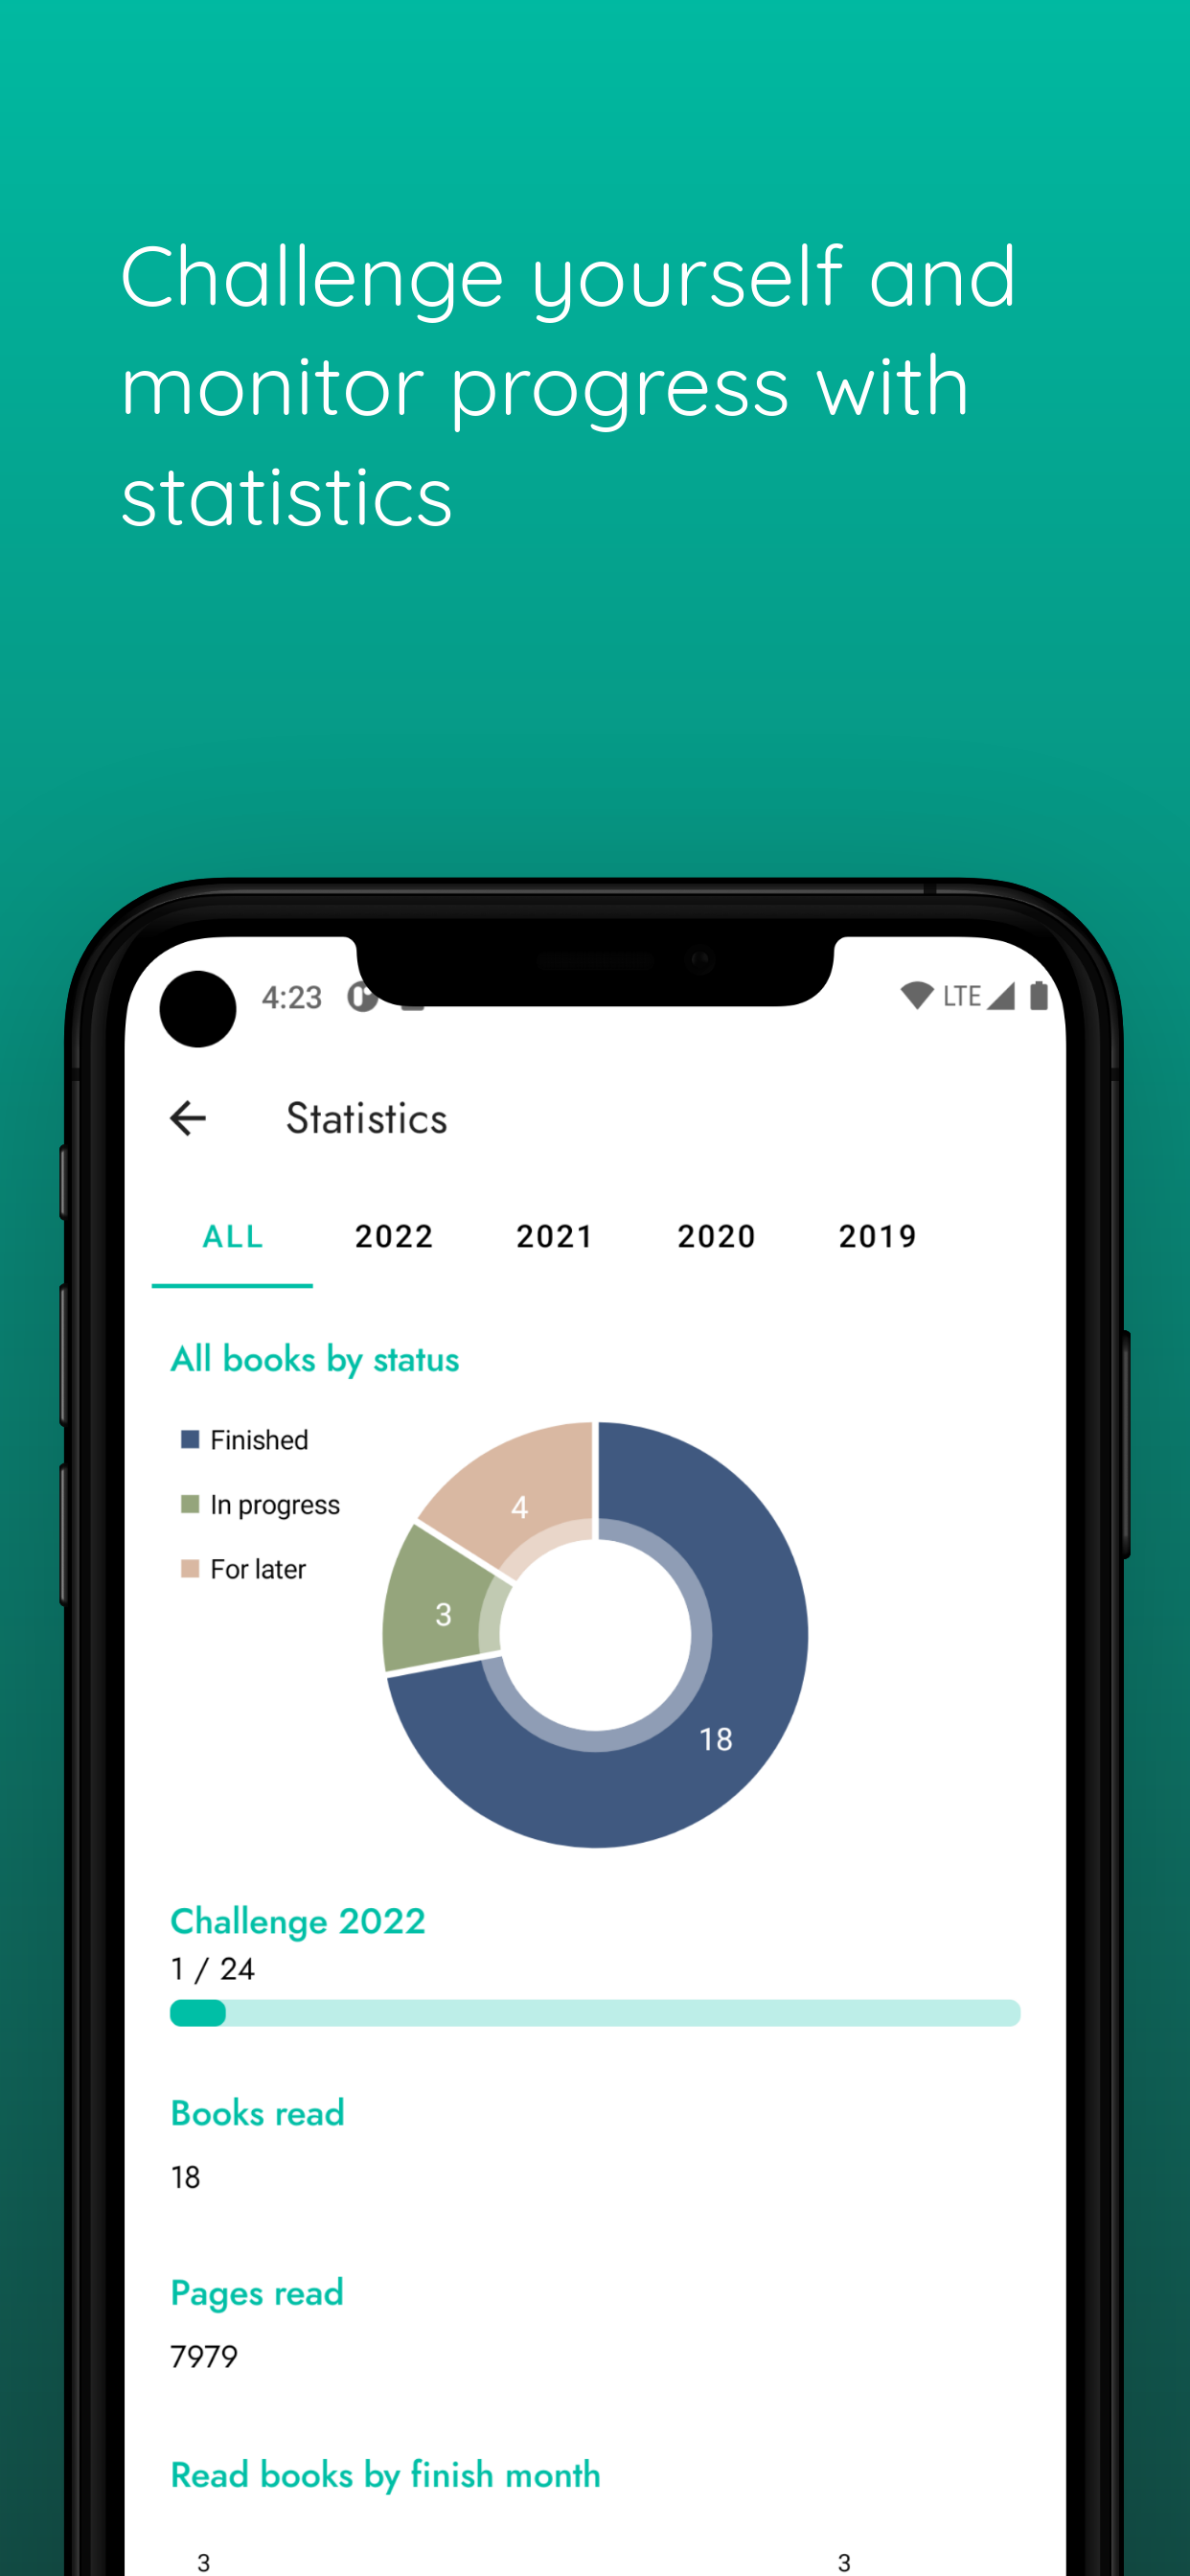 Challenge yourself and
monitor progress with
statistics
4:23
LTE
Statistics
ALL 2022 2021 2020 2019
All books by status
Finished
In progress
For later
4
3
18
Challenge 2022
1 / 24
Books read
18
Pages read
7979
Read books by finish month
3 3